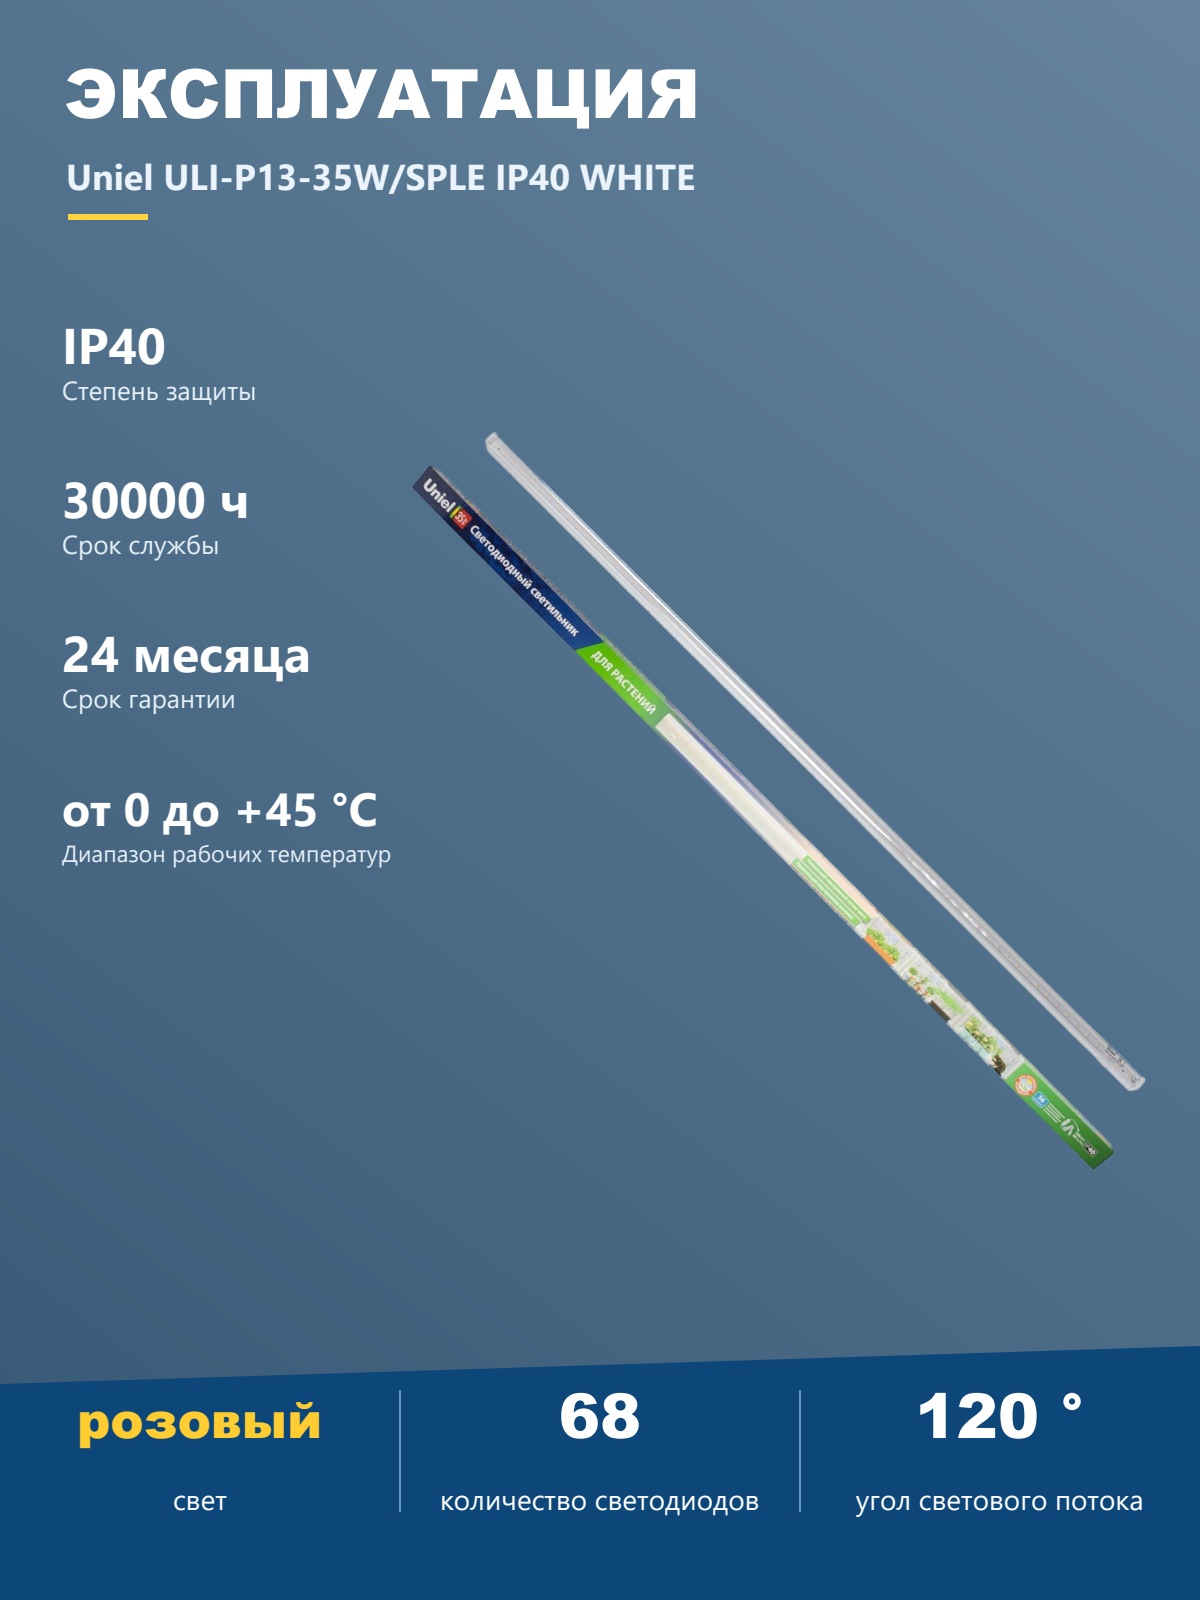 ЭКСПЛУАТАЦИЯ
Uniel ULI-P13-35W/SPLE IP40 WHITE
IP40
Степень защиты
30000 ч
Срок службы
24 месяца
Срок гарантии
от 0 до +45 °C
Диапазон рабочих температур
Uniel
Светодиодный светильник
ДЛЯ РАСТЕНИЙ
розовый
свет
68
количество светодиодов
120 °
угол светового потока